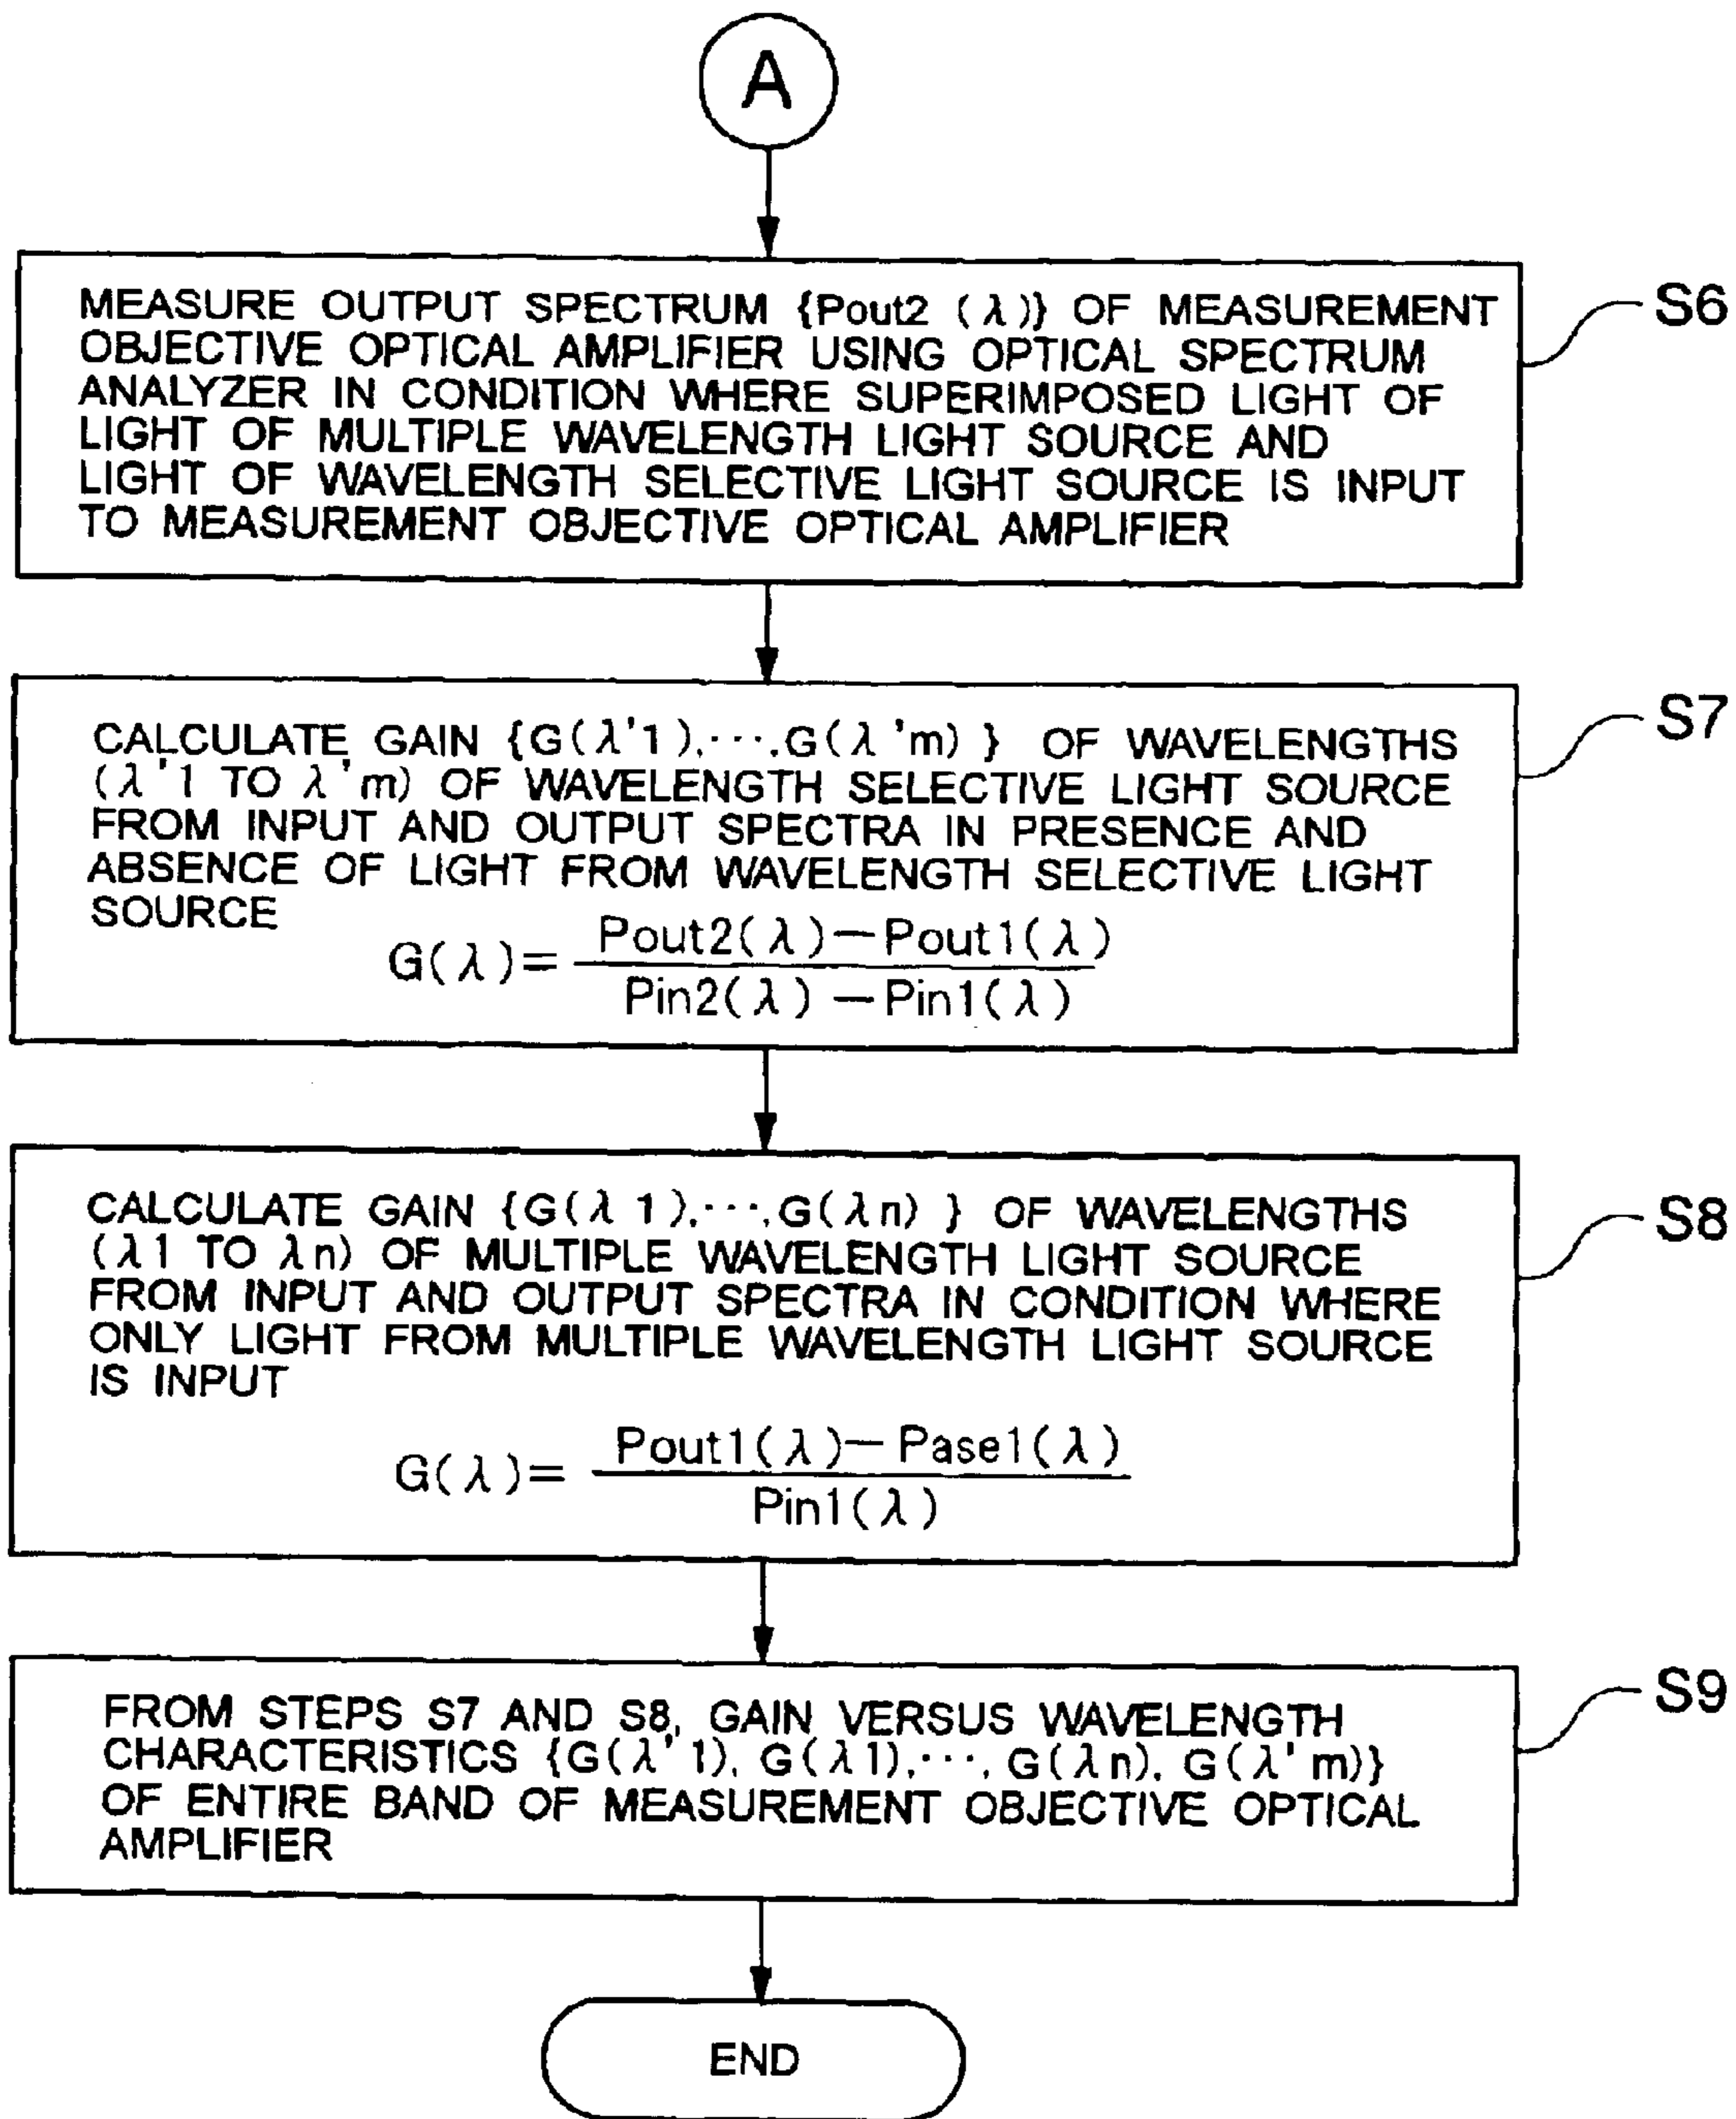 A
MEASURE OUTPUT SPECTRUM {Pout2 (λ)} OF MEASUREMENT
OBJECTIVE OPTICAL AMPLIFIER USING OPTICAL SPECTRUM
ANALYZER IN CONDITION WHERE SUPERIMPOSED LIGHT OF
LIGHT OF MULTIPLE WAVELENGTH LIGHT SOURCE AND
LIGHT OF WAVELENGTH SELECTIVE LIGHT SOURCE IS INPUT
TO MEASUREMENT OBJECTIVE OPTICAL AMPLIFIER
S6
CALCULATE GAIN {G(λ'1),···,G(λ'm) } OF WAVELENGTHS
(λ'1 TO λ'm) OF WAVELENGTH SELECTIVE LIGHT SOURCE
FROM INPUT AND OUTPUT SPECTRA IN PRESENCE AND
ABSENCE OF LIGHT FROM WAVELENGTH SELECTIVE LIGHT
SOURCE
Pout2(λ)−Pout1(λ)
G(λ)=
Pin2(λ) −Pin1(λ)
S7
CALCULATE GAIN {G(λ 1),···,G(λn) } OF WAVELENGTHS
(λ1 TO λn) OF MULTIPLE WAVELENGTH LIGHT SOURCE
FROM INPUT AND OUTPUT SPECTRA IN CONDITION WHERE
ONLY LIGHT FROM MULTIPLE WAVELENGTH LIGHT SOURCE
IS INPUT
Pout1(λ)− Pase1(λ)
G(λ)=
Pin1(λ)
S8
FROM STEPS S7 AND S8, GAIN VERSUS WAVELENGTH
CHARACTERISTICS {G(λ'1), G(λ1),···, G(λn), G(λ'm)}
OF ENTIRE BAND OF MEASUREMENT OBJECTIVE OPTICAL
AMPLIFIER
S9
END